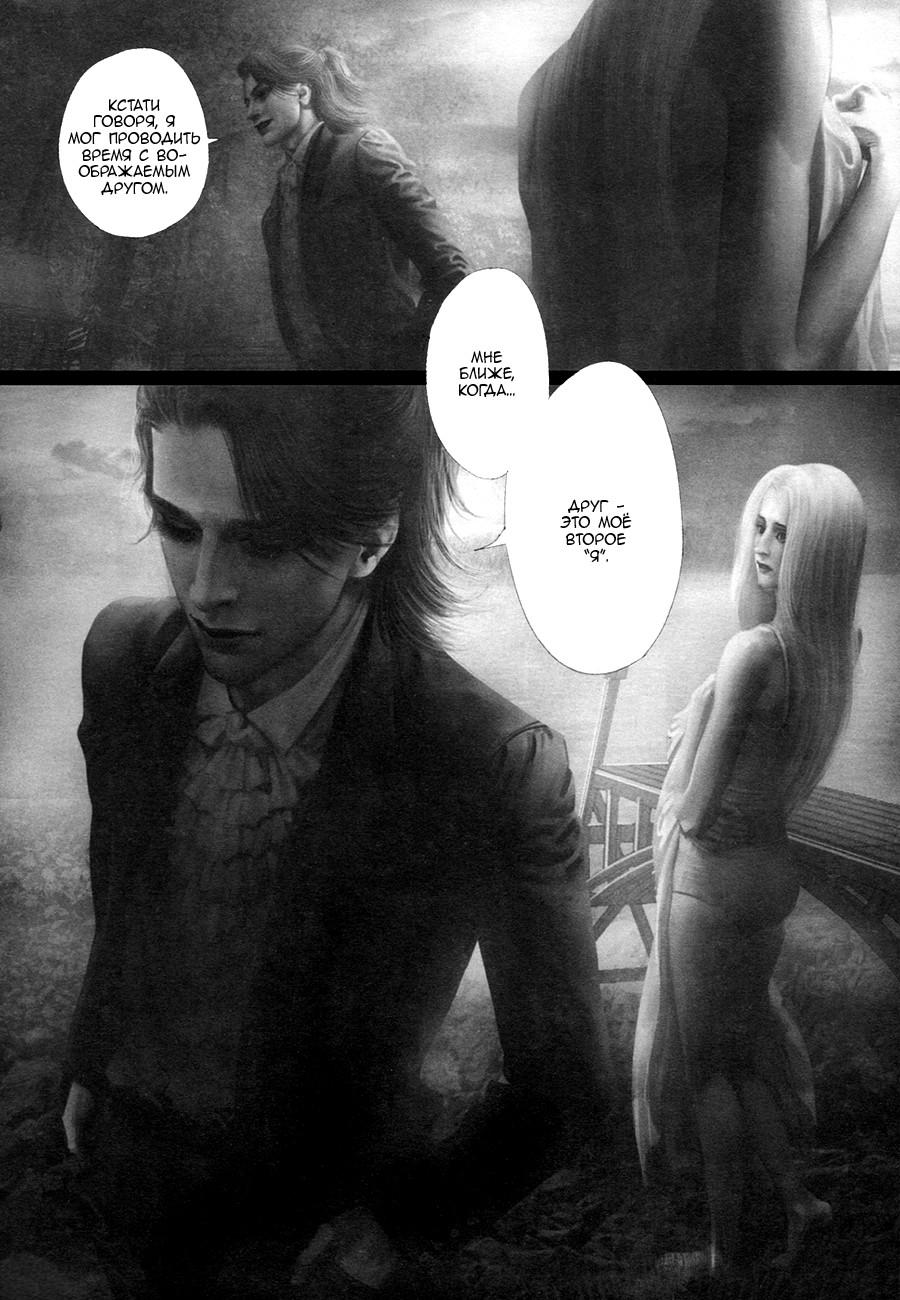 КСТАТИ
ГОВОРЯ, Я
МОГ ПРОВОДИТЬ
ВРЕМЯ С ВО-
ОБРАЖАЕМЫМ
ДРУГОМ.
МНЕ
БЛИЖЕ,
КОГДА...
ДРУГ -
ЭТО МОЁ
ВТОРОЕ
"Я".